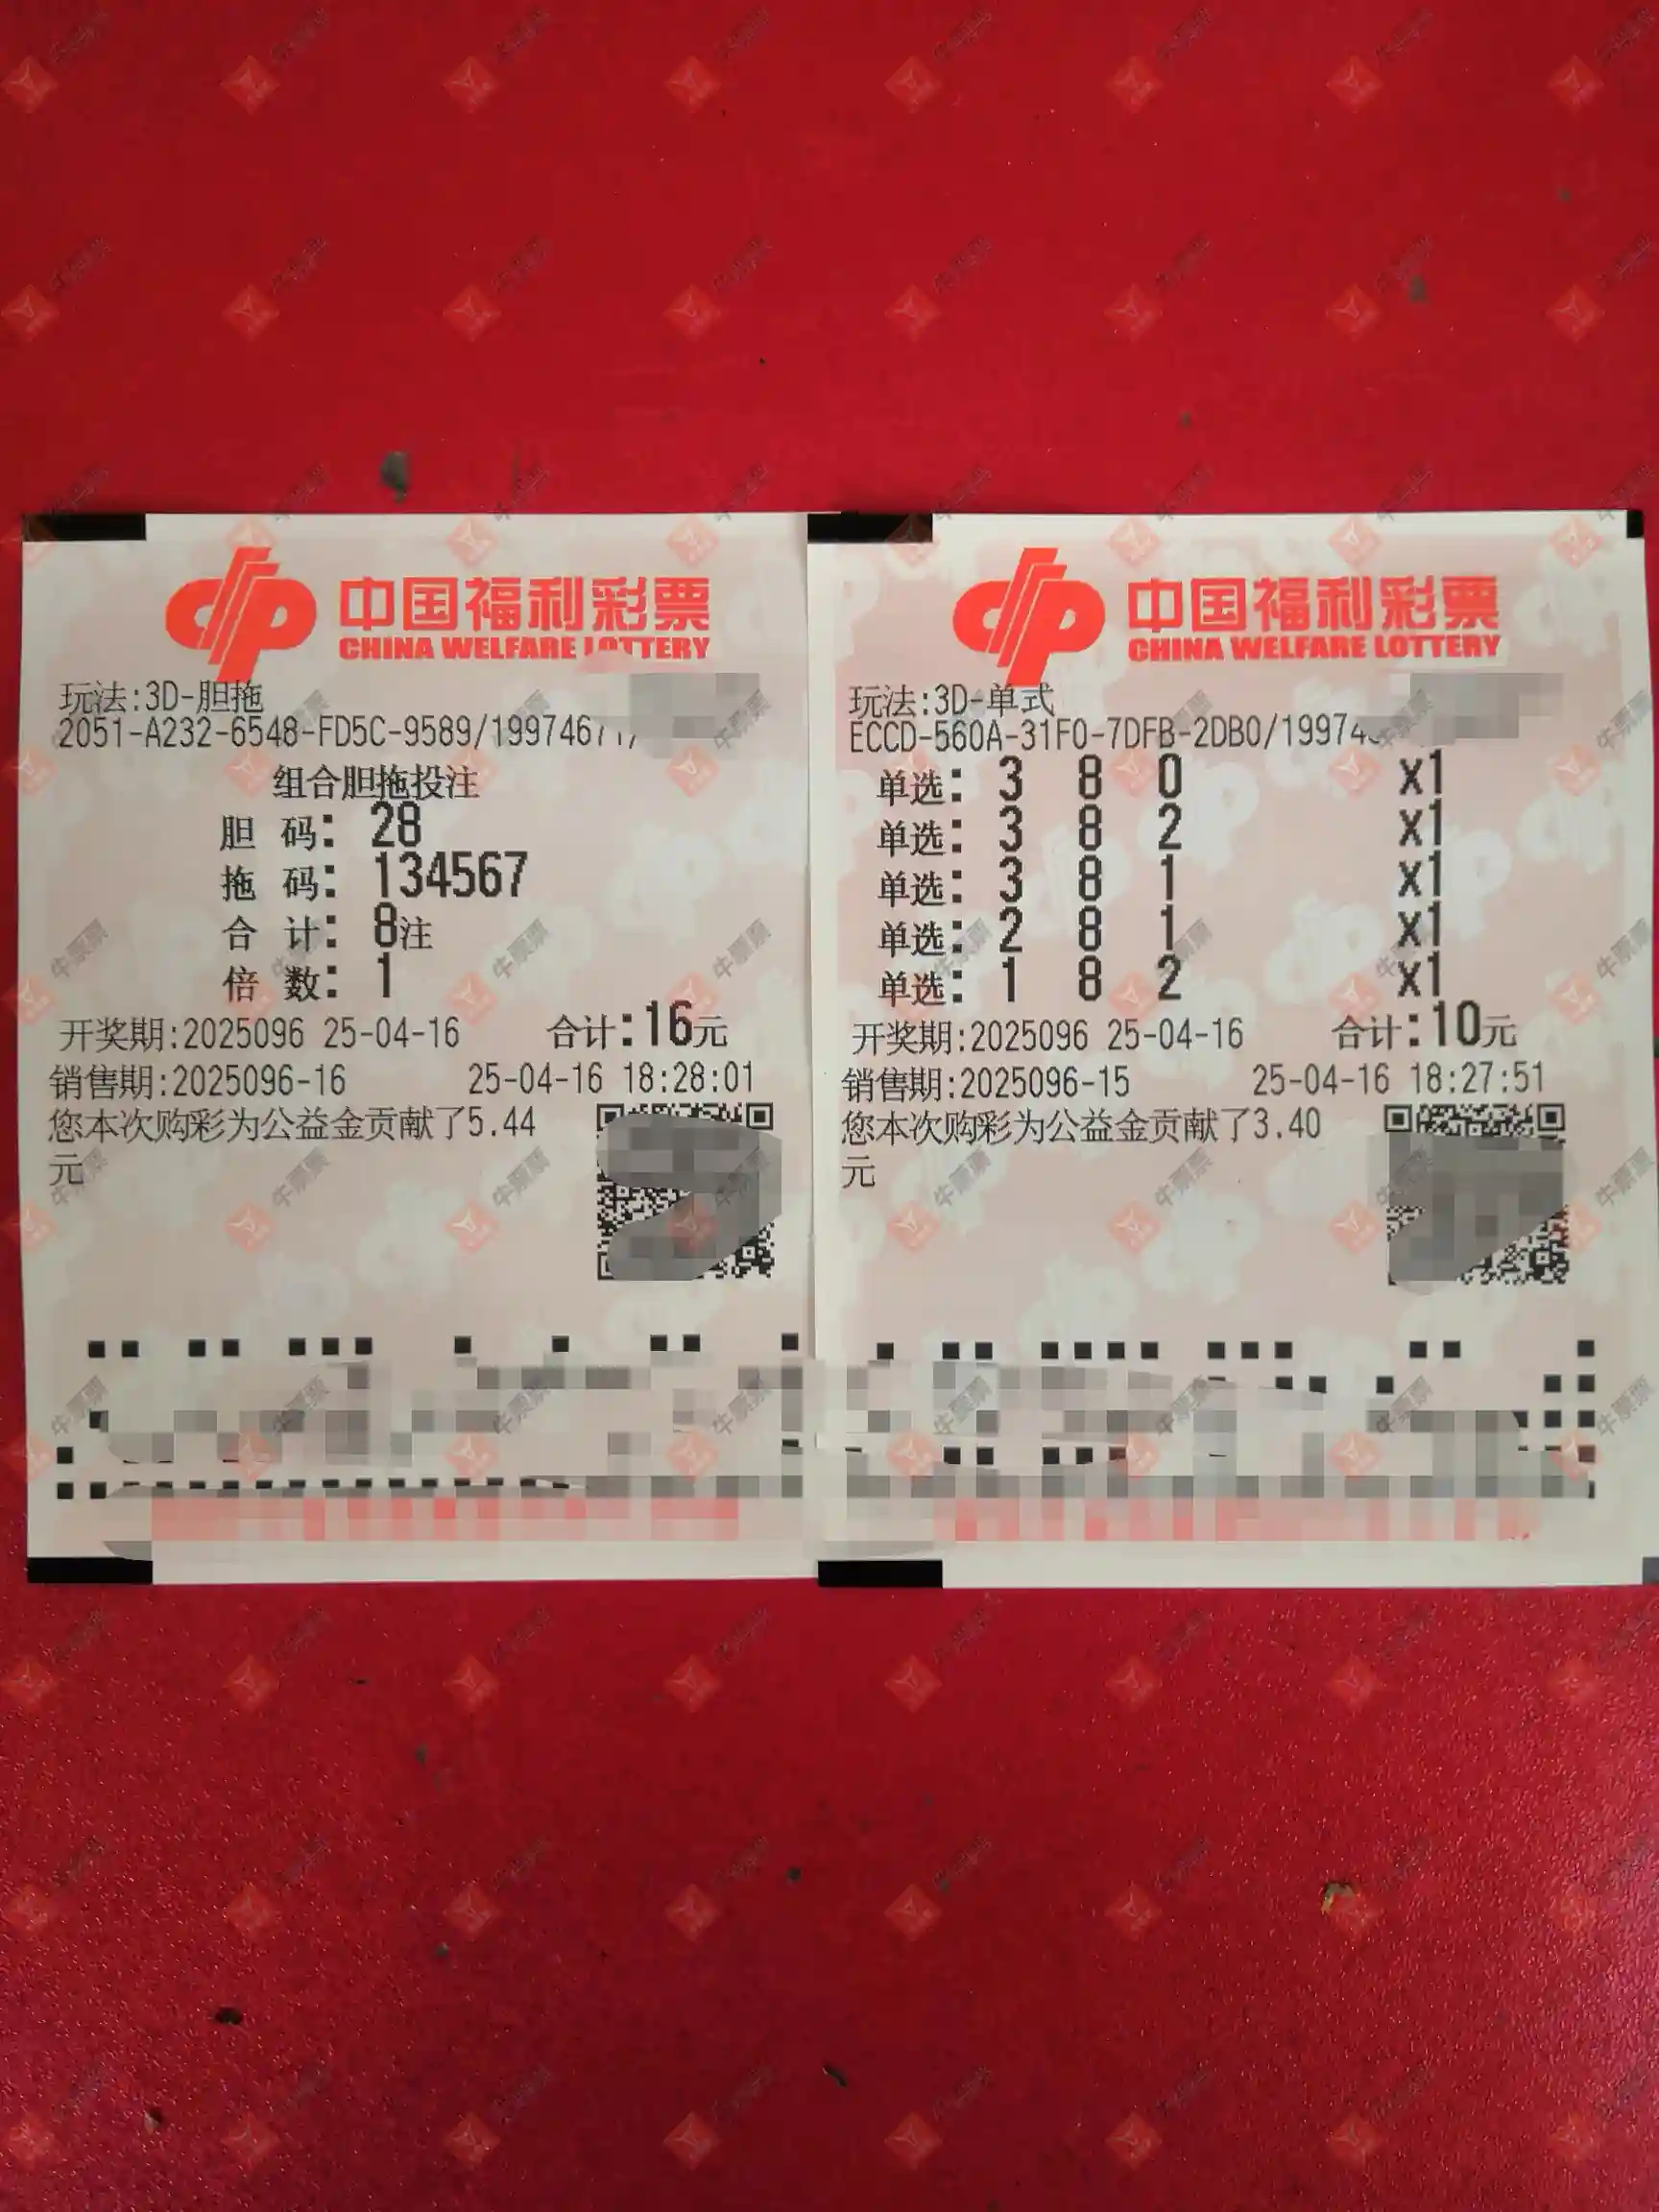 中国福利彩票
CHINA WELFARE LOTTERY
玩法:3D-胆拖
2051-A232-6548-FD5C-9589/1997467
组合胆拖投注
胆 码: 28
拖 码: 134567
合 计: 8注
倍 数: 1
开奖期:2025096 25-04-16 合计:16元
销售期:2025096-16 25-04-16 18:28:01
您本次购彩为公益金贡献了5.44
元
中国福利彩票
CHINA WELFARE LOTTERY
玩法:3D-单式
ECCD-560A-31F0-7DFB-2DB0/19974
单选: 3 8 0 x1
单选: 3 8 2 x1
单选: 3 8 1 x1
单选: 2 8 1 x1
单选: 1 8 2 x1
开奖期:2025096 25-04-16 合计:10元
销售期:2025096-15 25-04-16 18:27:51
您本次购彩为公益金贡献了3.40
元
牛票票